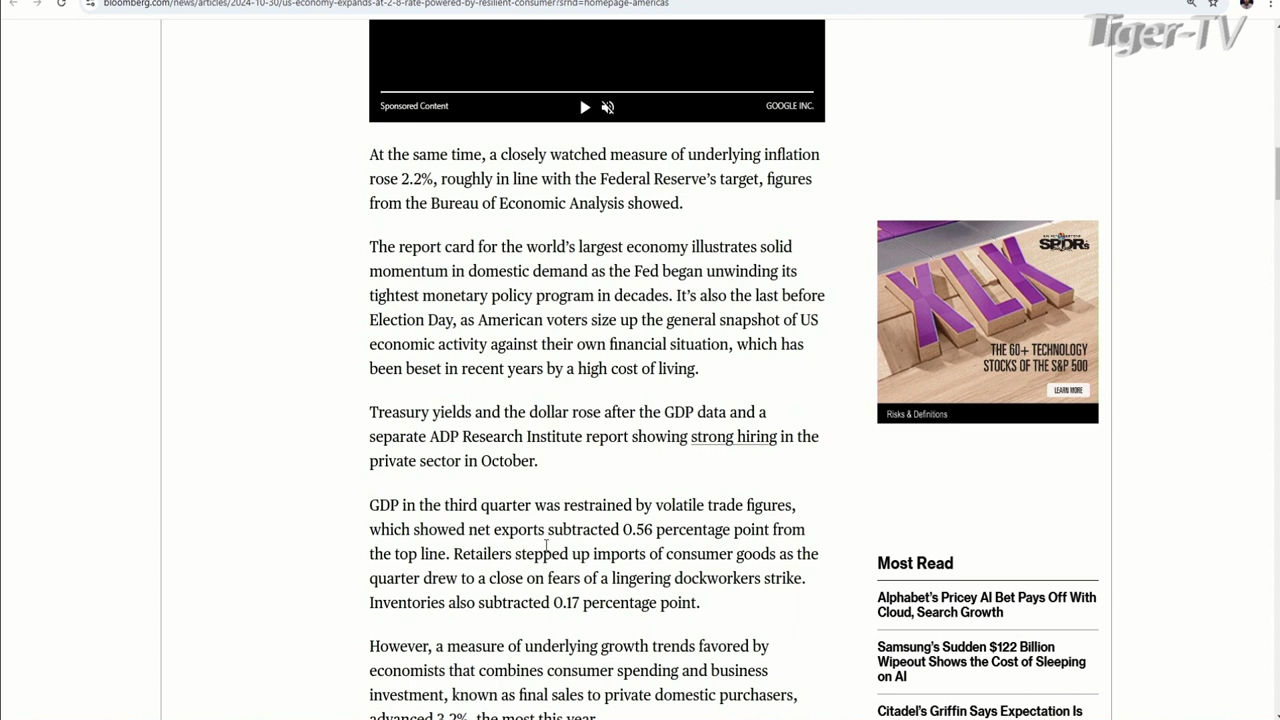 bloomberg.com/news/articles/2024-10-30/us-economy-expands-at-2-8-rate-powered-by-resilient-consumer?srnd=homepage-americas
Tiger-TV
Sponsored Content
GOOGLE INC.
At the same time, a closely watched measure of underlying inflation
rose 2.2%, roughly in line with the Federal Reserve’s target, figures
from the Bureau of Economic Analysis showed.
The report card for the world’s largest economy illustrates solid
momentum in domestic demand as the Fed began unwinding its
tightest monetary policy program in decades. It’s also the last before
Election Day, as American voters size up the general snapshot of US
economic activity against their own financial situation, which has
been beset in recent years by a high cost of living.
Treasury yields and the dollar rose after the GDP data and a
separate ADP Research Institute report showing strong hiring in the
private sector in October.
GDP in the third quarter was restrained by volatile trade figures,
which showed net exports subtracted 0.56 percentage point from
the top line. Retailers stepped up imports of consumer goods as the
quarter drew to a close on fears of a lingering dockworkers strike.
Inventories also subtracted 0.17 percentage point.
However, a measure of underlying growth trends favored by
economists that combines consumer spending and business
investment, known as final sales to private domestic purchasers,
advanced 3.2%, the most this year.
SPDRs
XLK
THE 60+ TECHNOLOGY
STOCKS OF THE S&P 500
LEARN MORE
Risks & Definitions
Most Read
Alphabet’s Pricey AI Bet Pays Off With
Cloud, Search Growth
Samsung’s Sudden $122 Billion
Wipeout Shows the Cost of Sleeping
on AI
Citadel’s Griffin Says Expectation Is